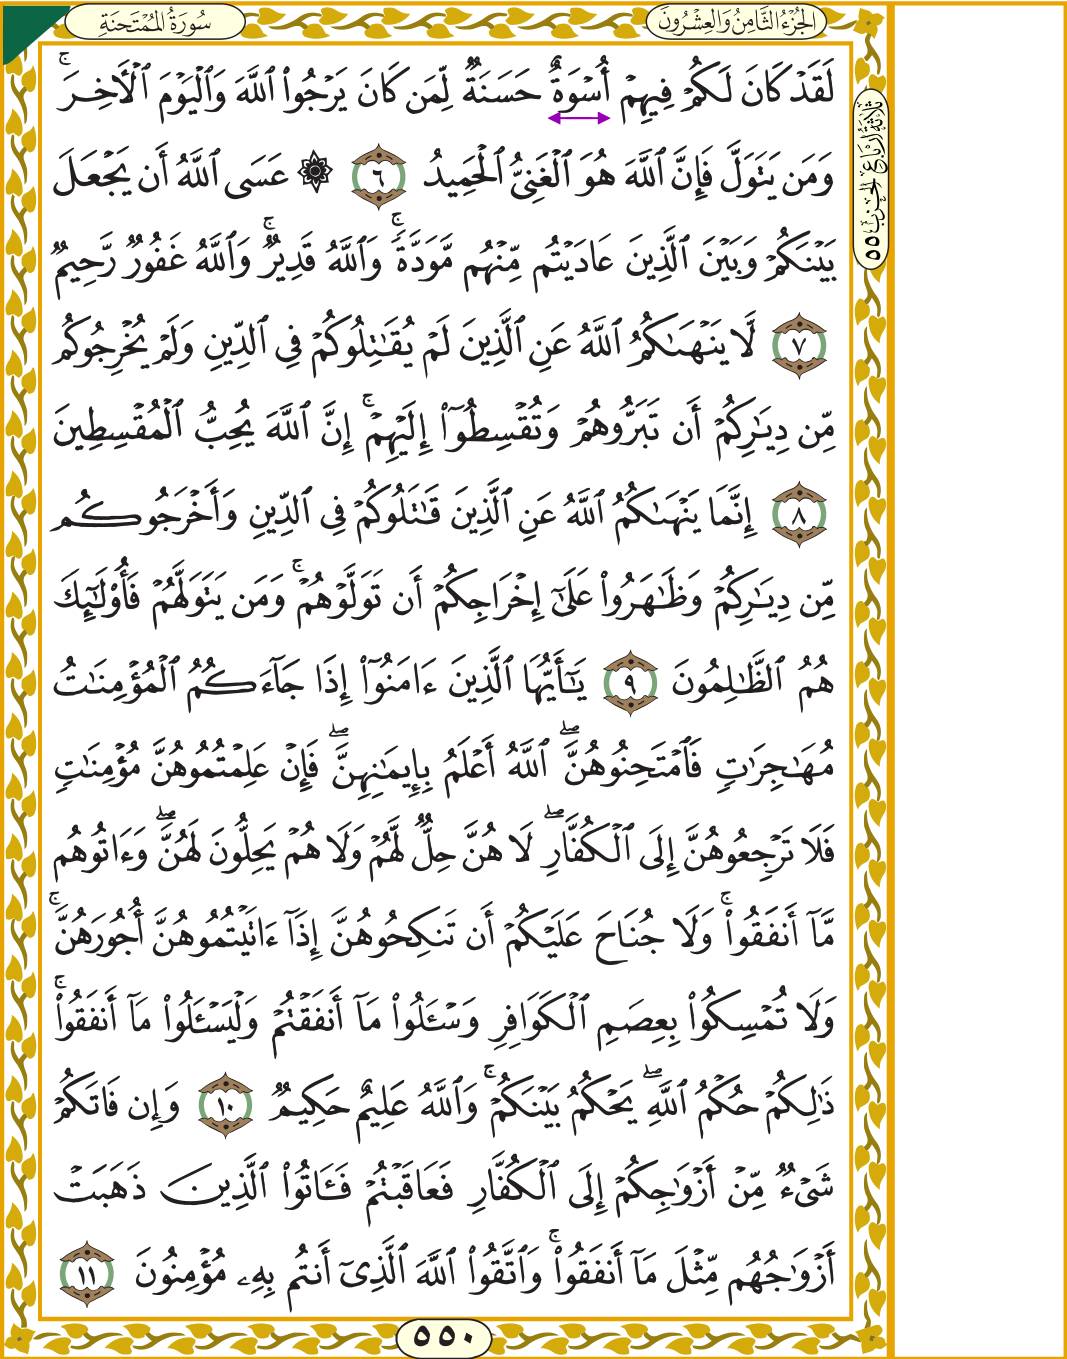 الجُزْءُ الثَّامِنُ وَالعِشْرُونَ
سُورَةُ المُمْتَحنَةِ
لَقَدْ كَانَ لَكُمْ فِيهِمْ أُسْوَةٌ حَسَنَةٌ لِّمَن كَانَ يَرْجُواْ ٱللَّهَ وَٱلْيَوْمَ ٱلْأَخِرَۚ
وَمَن يَتَوَلَّ فَإِنَّ ٱللَّهَ هُوَ ٱلْغَنِيُّ ٱلْحَمِيدُ ٦ ۞ عَسَى ٱللَّهُ أَن يَجْعَلَ
بَيْنَكُمْ وَبَيْنَ ٱلَّذِينَ عَادَيْتُم مِّنْهُم مَّوَدَّةًۚ وَٱللَّهُ قَدِيرٌۚ وَٱللَّهُ غَفُورٌ رَّحِيمٌ
٧ لَّا يَنْهَىٰكُمُ ٱللَّهُ عَنِ ٱلَّذِينَ لَمْ يُقَٰتِلُوكُمْ فِي ٱلدِّينِ وَلَمْ يُخْرِجُوكُم
مِّن دِيَٰرِكُمْ أَن تَبَرُّوهُمْ وَتُقْسِطُوٓاْ إِلَيْهِمْۚ إِنَّ ٱللَّهَ يُحِبُّ ٱلْمُقْسِطِينَ
٨ إِنَّمَا يَنْهَىٰكُمُ ٱللَّهُ عَنِ ٱلَّذِينَ قَٰتَلُوكُمْ فِي ٱلدِّينِ وَأَخْرَجُوكُم
مِّن دِيَٰرِكُمْ وَظَٰهَرُواْ عَلَىٰٓ إِخْرَاجِكُمْ أَن تَوَلَّوْهُمْۚ وَمَن يَتَوَلَّهُمْ فَأُوْلَٰٓئِكَ
هُمُ ٱلظَّٰلِمُونَ ٩ يَٰٓأَيُّهَا ٱلَّذِينَ ءَامَنُوٓاْ إِذَا جَآءَكُمُ ٱلْمُؤْمِنَٰتُ
مُهَٰجِرَٰتٍ فَٱمْتَحِنُوهُنَّۖ ٱللَّهُ أَعْلَمُ بِإِيمَٰنِهِنَّۖ فَإِنْ عَلِمْتُمُوهُنَّ مُؤْمِنَٰتٍ
فَلَا تَرْجِعُوهُنَّ إِلَى ٱلْكُفَّارِۖ لَا هُنَّ حِلٌّ لَّهُمْ وَلَا هُمْ يَحِلُّونَ لَهُنَّۖ وَءَاتُوهُم
مَّآ أَنفَقُواْۚ وَلَا جُنَاحَ عَلَيْكُمْ أَن تَنكِحُوهُنَّ إِذَآ ءَاتَيْتُمُوهُنَّ أُجُورَهُنَّۚ
وَلَا تُمْسِكُواْ بِعِصَمِ ٱلْكَوَافِرِ وَسْـَٔلُواْ مَآ أَنفَقْتُمْ وَلْيَسْـَٔلُواْ مَآ أَنفَقُواْۚ
ذَٰلِكُمْ حُكْمُ ٱللَّهِۖ يَحْكُمُ بَيْنَكُمْۚ وَٱللَّهُ عَلِيمٌ حَكِيمٌ ١٠ وَإِن فَاتَكُمْ
شَيْءٌ مِّنْ أَزْوَٰجِكُمْ إِلَى ٱلْكُفَّارِ فَعَاقَبْتُمْ فَـَٔاتُواْ ٱلَّذِينَ ذَهَبَتْ
أَزْوَٰجُهُم مِّثْلَ مَآ أَنفَقُواْۚ وَٱتَّقُواْ ٱللَّهَ ٱلَّذِيٓ أَنتُم بِهِۦ مُؤْمِنُونَ ١١
ثَلَاثَةُ أَرْبَاعِ الحِزْبِ ٥٥
٥٥٠